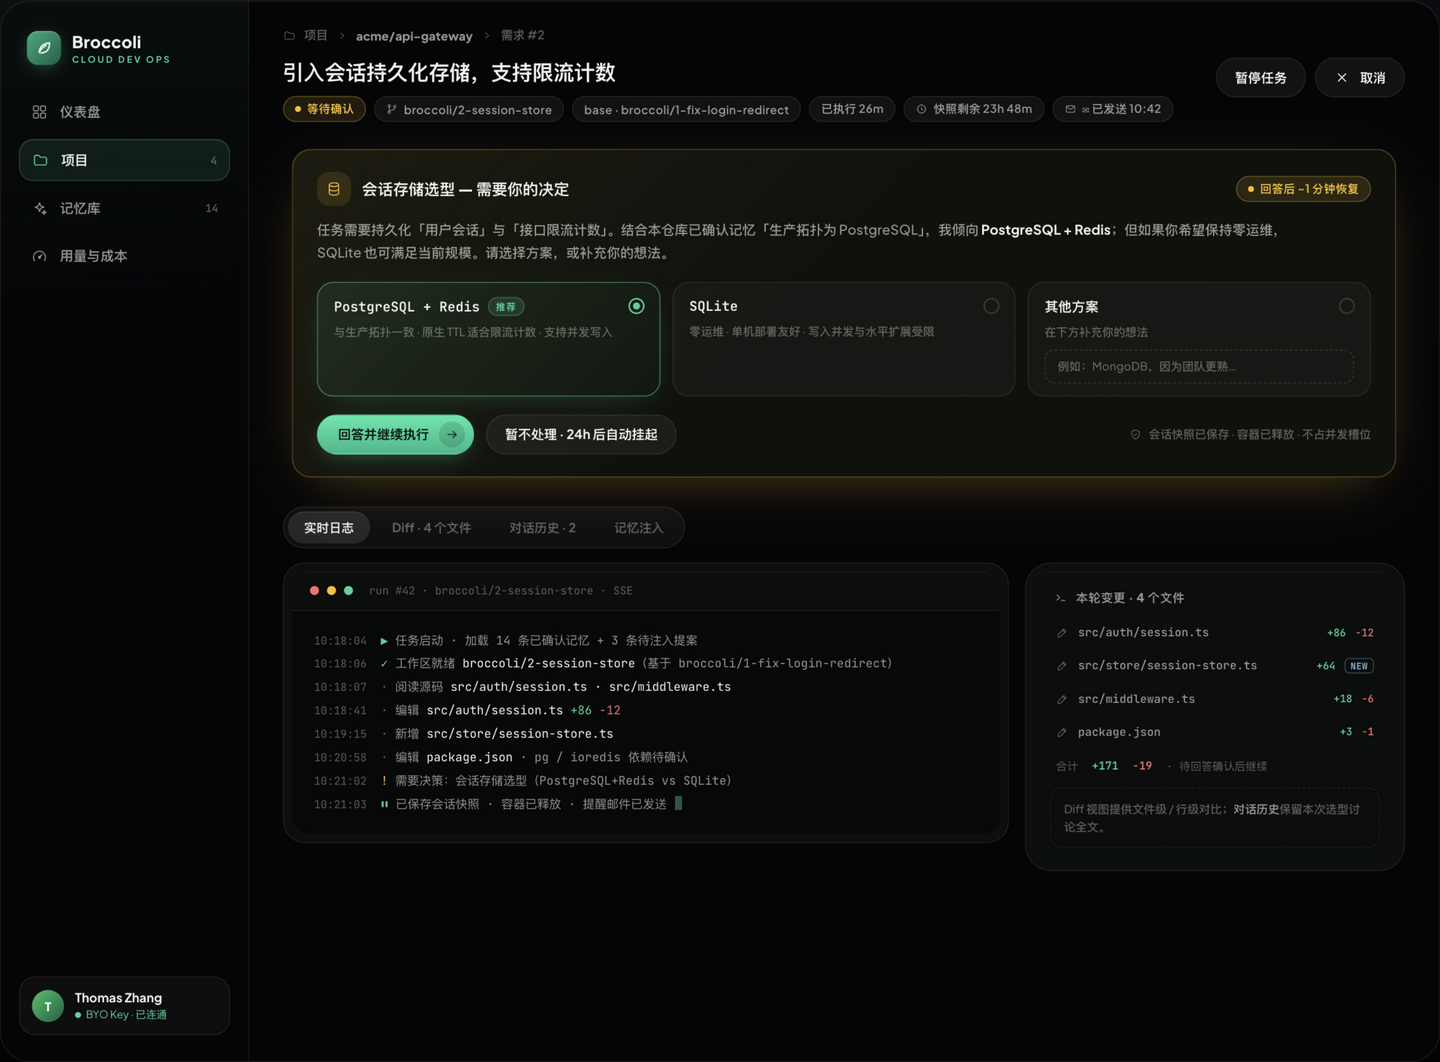 Broccoli
CLOUD DEV OPS
仪表盘
项目 4
记忆库 14
用量与成本
Thomas Zhang
T
BYO Key · 已连通
项目 > acme/api-gateway > 需求 #2
引入会话持久化存储，支持限流计数
暂停任务
取消
等待确认
broccoli/2-session-store
base · broccoli/1-fix-login-redirect
已执行 26m
快照剩余 23h 48m
✉ 已发送 10:42
会话存储选型 — 需要你的决定
回答后 ~1 分钟恢复
任务需要持久化「用户会话」与「接口限流计数」。结合本仓库已确认记忆「生产拓扑为 PostgreSQL」，我倾向 PostgreSQL + Redis；但如果你希望保持零运维，
SQLite 也可满足当前规模。请选择方案，或补充你的想法。
PostgreSQL + Redis 推荐
与生产拓扑一致 · 原生 TTL 适合限流计数 · 支持并发写入
SQLite
零运维 · 单机部署友好 · 写入并发与水平扩展受限
其他方案
在下方补充你的想法
例如：MongoDB，因为团队更熟…
回答并继续执行 →
暂不处理 · 24h 后自动挂起
会话快照已保存 · 容器已释放 · 不占并发槽位
实时日志
Diff · 4 个文件
对话历史 · 2
记忆注入
run #42 · broccoli/2-session-store · SSE
10:18:04 ▶ 任务启动 · 加载 14 条已确认记忆 + 3 条待注入提案
10:18:06 ✓ 工作区就绪 broccoli/2-session-store（基于 broccoli/1-fix-login-redirect）
10:18:07 · 阅读源码 src/auth/session.ts · src/middleware.ts
10:18:41 · 编辑 src/auth/session.ts +86 -12
10:19:15 · 新增 src/store/session-store.ts
10:20:58 · 编辑 package.json · pg / ioredis 依赖待确认
10:21:02 ! 需要决策：会话存储选型（PostgreSQL+Redis vs SQLite）
10:21:03 ⏸ 已保存会话快照 · 容器已释放 · 提醒邮件已发送
本轮变更 · 4 个文件
src/auth/session.ts +86 -12
src/store/session-store.ts +64 NEW
src/middleware.ts +18 -6
package.json +3 -1
合计 +171 -19 · 待回答确认后继续
Diff 视图提供文件级 / 行级对比；对话历史保留本次选型讨
论全文。